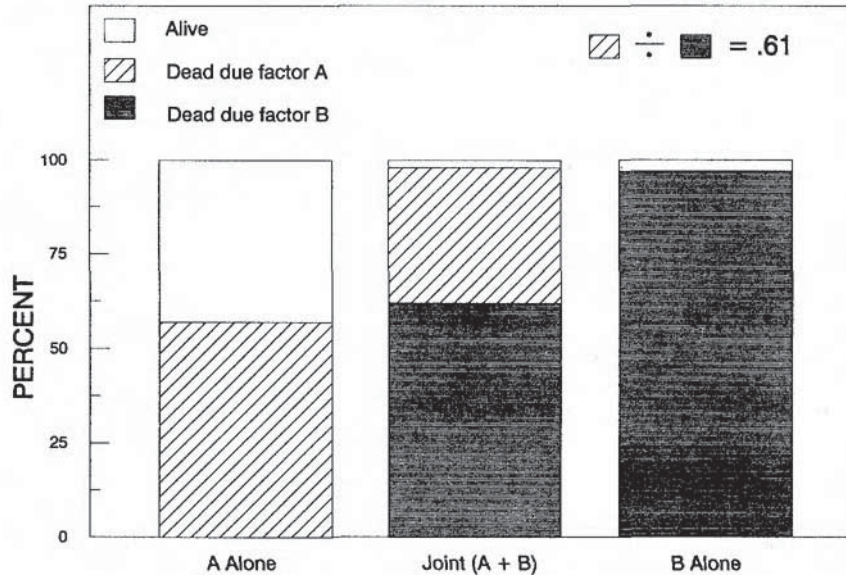 Alive
Dead due factor A
Dead due factor B
÷ = .61
100
75
50
25
0
PERCENT
A Alone
Joint (A + B)
B Alone